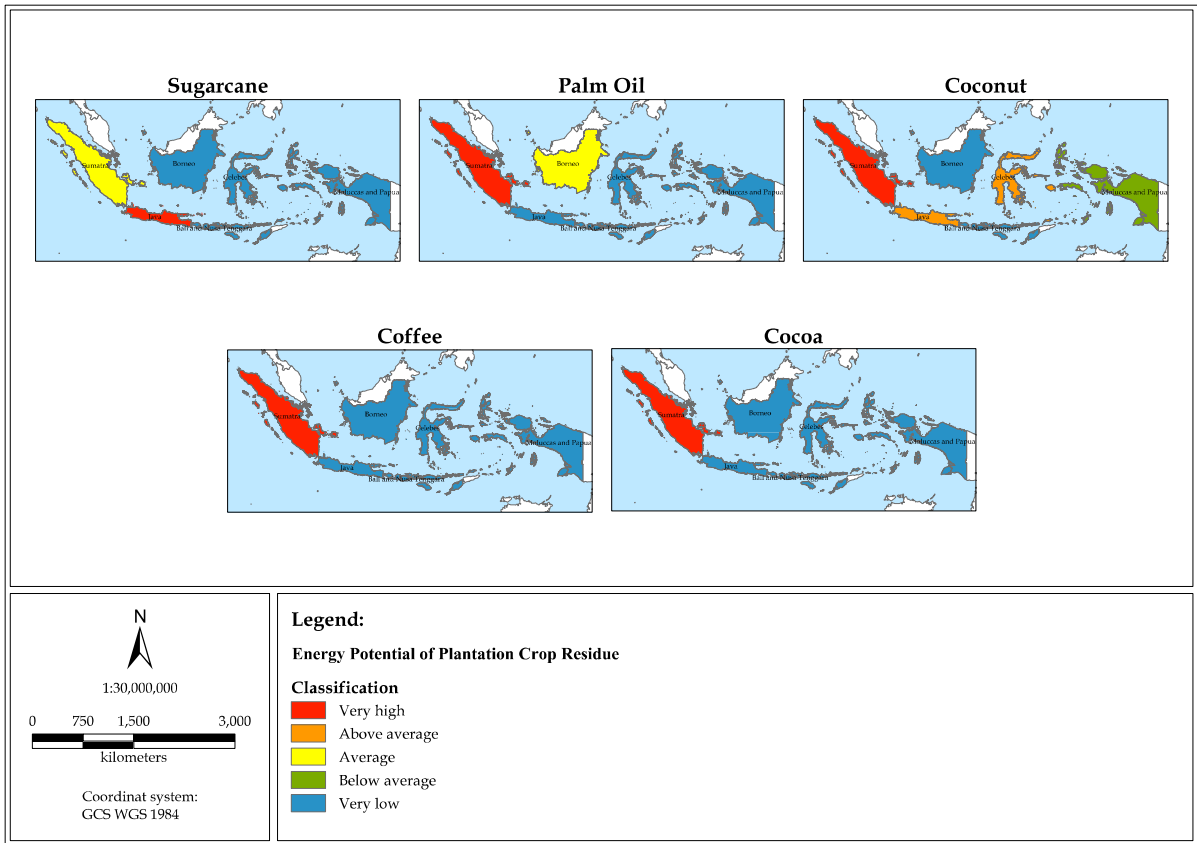 Sugarcane
Palm Oil
Coconut
Sumatra
Borneo
Celebes
Moluccas and Papua
Java
Bali and Nusa Tenggara
Sumatra
Borneo
Celebes
Moluccas and Papua
Java
Bali and Nusa Tenggara
Sumatra
Borneo
Celebes
Moluccas and Papua
Java
Bali and Nusa Tenggara
Coffee
Cocoa
Sumatra
Borneo
Celebes
Moluccas and Papua
Java
Bali and Nusa Tenggara
Sumatra
Borneo
Celebes
Moluccas and Papua
Java
Bali and Nusa Tenggara
N
1:30,000,000
0 750 1,500 3,000
kilometers
Coordinat system:
GCS WGS 1984
Legend:
Energy Potential of Plantation Crop Residue
Classification
Very high
Above average
Average
Below average
Very low